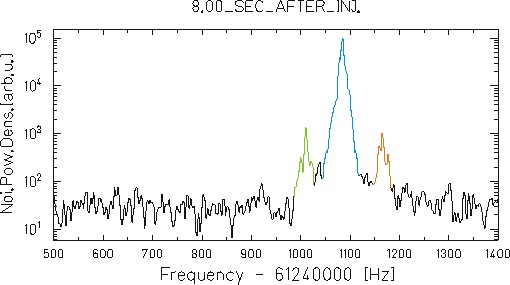 8.00_SEC_AFTER_INJ.
Noi.Pow.Dens.[arb.u.]
10^5
10^4
10^3
10^2
10^1
500 600 700 800 900 1000 1100 1200 1300 1400
Frequency - 61240000 [Hz]